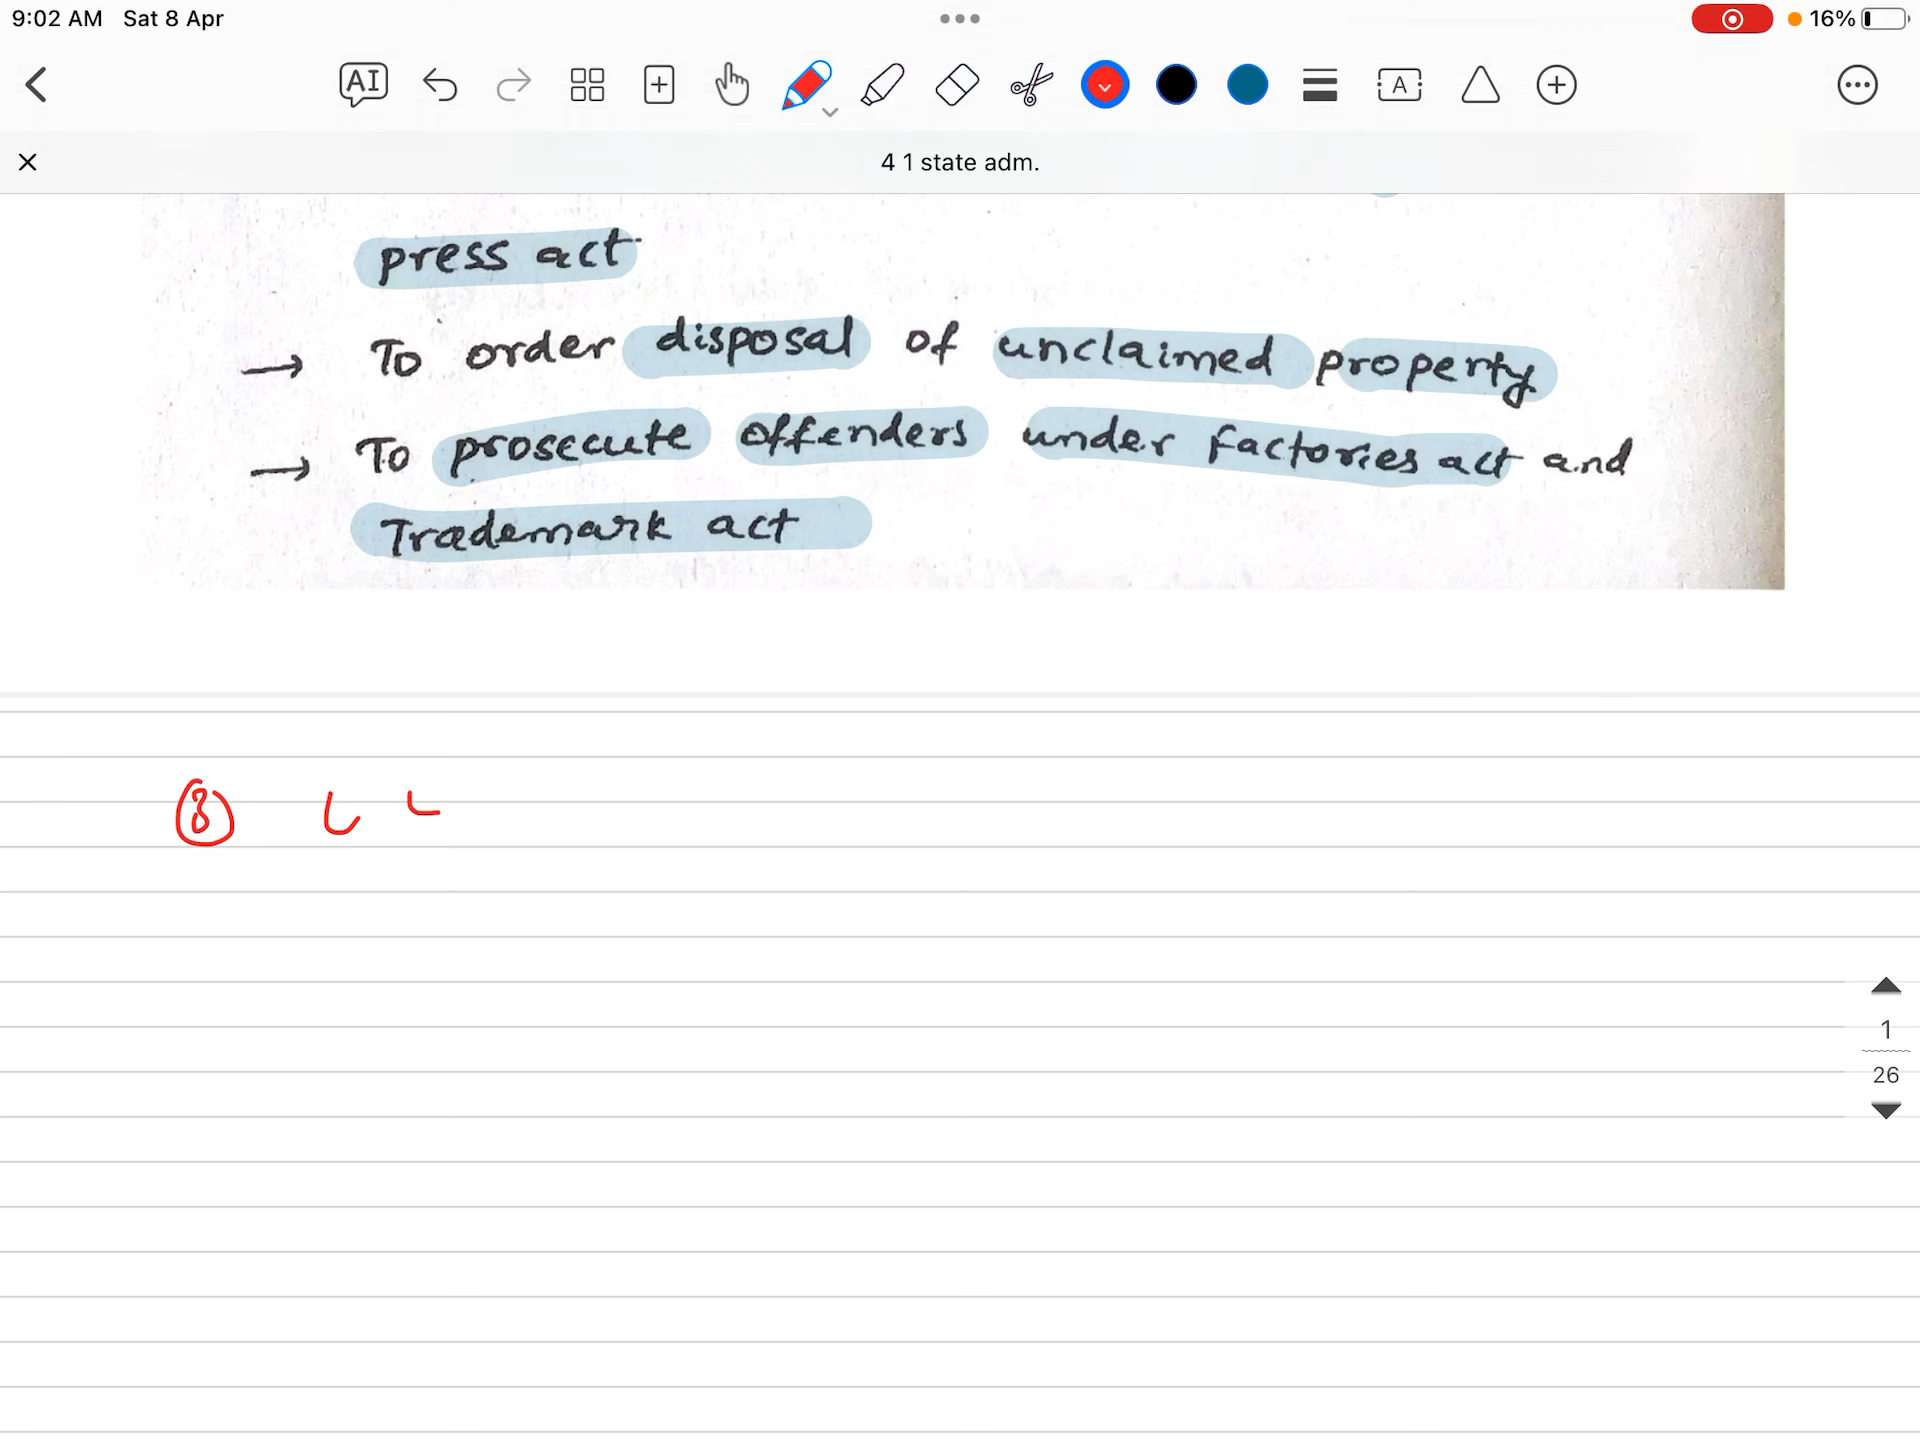 9:02 AM Sat 8 Apr
16%
AI
A
4 1 state adm.
press act
→ To order disposal of unclaimed property
→ To prosecute offenders under factories act and
Trademark act
8
1
26